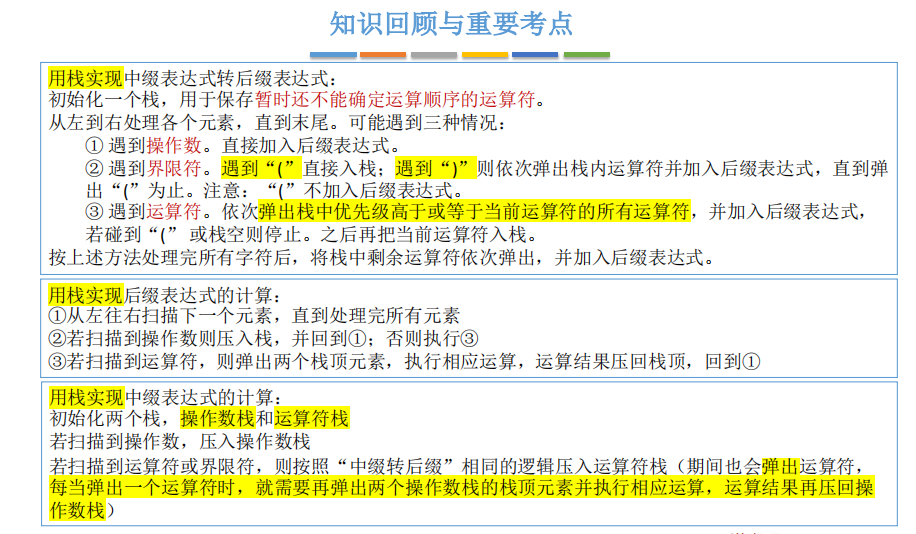 知识回顾与重要考点
用栈实现中缀表达式转后缀表达式：
初始化一个栈，用于保存暂时还不能确定运算顺序的运算符。
从左到右处理各个元素，直到末尾。可能遇到三种情况：
① 遇到操作数。直接加入后缀表达式。
② 遇到界限符。遇到“(”直接入栈；遇到“)”则依次弹出栈内运算符并加入后缀表达式，直到弹
出“(”为止。注意：“(”不加入后缀表达式。
③ 遇到运算符。依次弹出栈中优先级高于或等于当前运算符的所有运算符，并加入后缀表达式，
若碰到“(” 或栈空则停止。之后再把当前运算符入栈。
按上述方法处理完所有字符后，将栈中剩余运算符依次弹出，并加入后缀表达式。
用栈实现后缀表达式的计算：
①从左往右扫描下一个元素，直到处理完所有元素
②若扫描到操作数则压入栈，并回到①；否则执行③
③若扫描到运算符，则弹出两个栈顶元素，执行相应运算，运算结果压回栈顶，回到①
用栈实现中缀表达式的计算：
初始化两个栈，操作数栈和运算符栈
若扫描到操作数，压入操作数栈
若扫描到运算符或界限符，则按照“中缀转后缀”相同的逻辑压入运算符栈（期间也会弹出运算符，
每当弹出一个运算符时，就需要再弹出两个操作数栈的栈顶元素并执行相应运算，运算结果再压回操
作数栈）